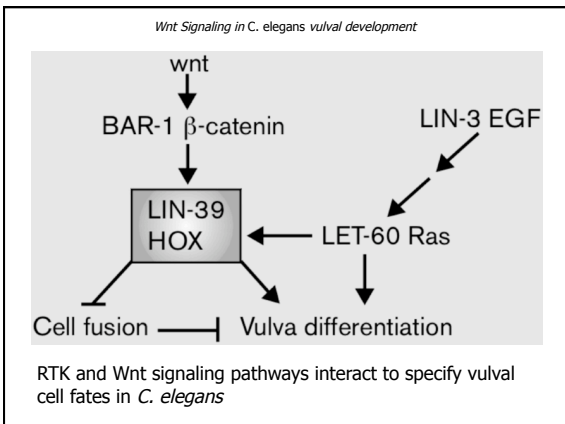 Wnt Signaling in C. elegans vulval development
wnt
BAR-1 β-catenin
LIN-3 EGF
LIN-39
HOX
LET-60 Ras
Cell fusion
Vulva differentiation
RTK and Wnt signaling pathways interact to specify vulval
cell fates in C. elegans